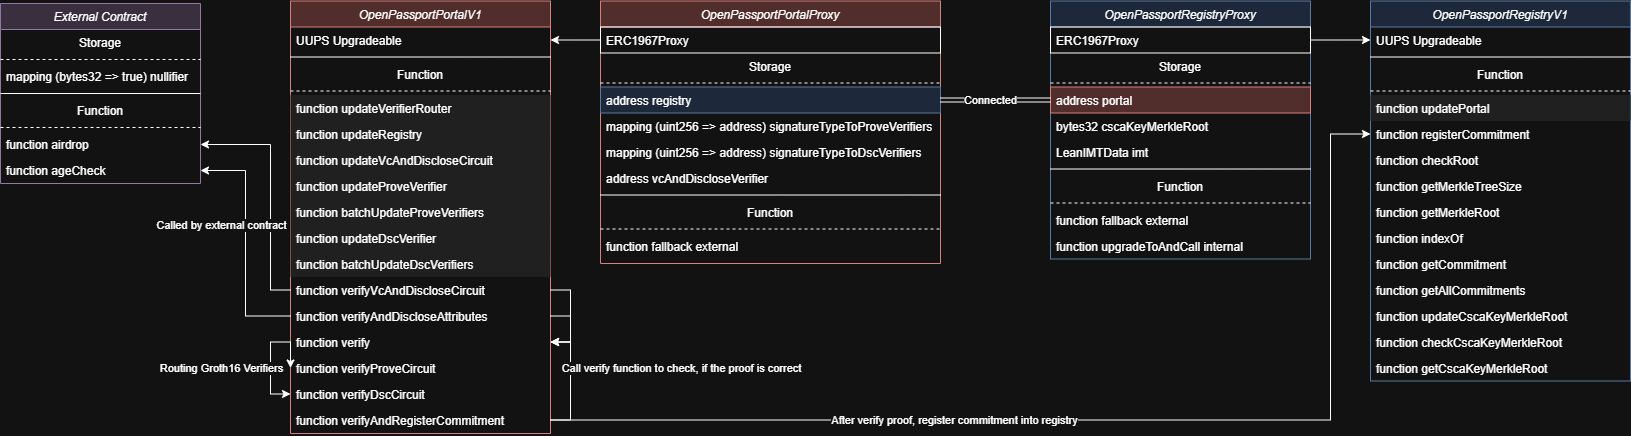 External Contract
Storage
mapping (bytes32 => true) nullifier
Function
function airdrop
function ageCheck
Called by external contract
Routing Groth16 Verifiers
OpenPassportPortalV1
UUPS Upgradeable
Function
function updateVerifierRouter
function updateRegistry
function updateVcAndDiscloseCircuit
function updateProveVerifier
function batchUpdateProveVerifiers
function updateDscVerifier
function batchUpdateDscVerifiers
function verifyVcAndDiscloseCircuit
function verifyAndDiscloseAttributes
function verify
function verifyProveCircuit
function verifyDscCircuit
function verifyAndRegisterCommitment
OpenPassportPortalProxy
ERC1967Proxy
Storage
address registry
mapping (uint256 => address) signatureTypeToProveVerifiers
mapping (uint256 => address) signatureTypeToDscVerifiers
address vcAndDiscloseVerifier
Function
function fallback external
Call verify function to check, if the proof is correct
After verify proof, register commitment into registry
Connected
OpenPassportRegistryProxy
ERC1967Proxy
Storage
address portal
bytes32 cscaKeyMerkleRoot
LeanIMTData imt
Function
function fallback external
function upgradeToAndCall internal
OpenPassportRegistryV1
UUPS Upgradeable
Function
function updatePortal
function registerCommitment
function checkRoot
function getMerkleTreeSize
function getMerkleRoot
function indexOf
function getCommitment
function getAllCommitments
function updateCscaKeyMerkleRoot
function checkCscaKeyMerkleRoot
function getCscaKeyMerkleRoot